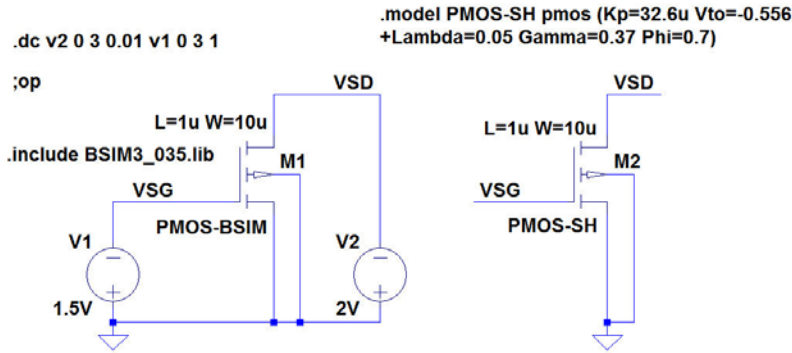 .model PMOS-SH pmos (Kp=32.6u Vto=-0.556
+Lambda=0.05 Gamma=0.37 Phi=0.7)
.dc v2 0 3 0.01 v1 0 3 1
;op
VSD
VSD
L=1u W=10u
L=1u W=10u
.include BSIM3_035.lib
M1
M2
VSG
VSG
PMOS-BSIM
PMOS-SH
V1
V2
1.5V
2V